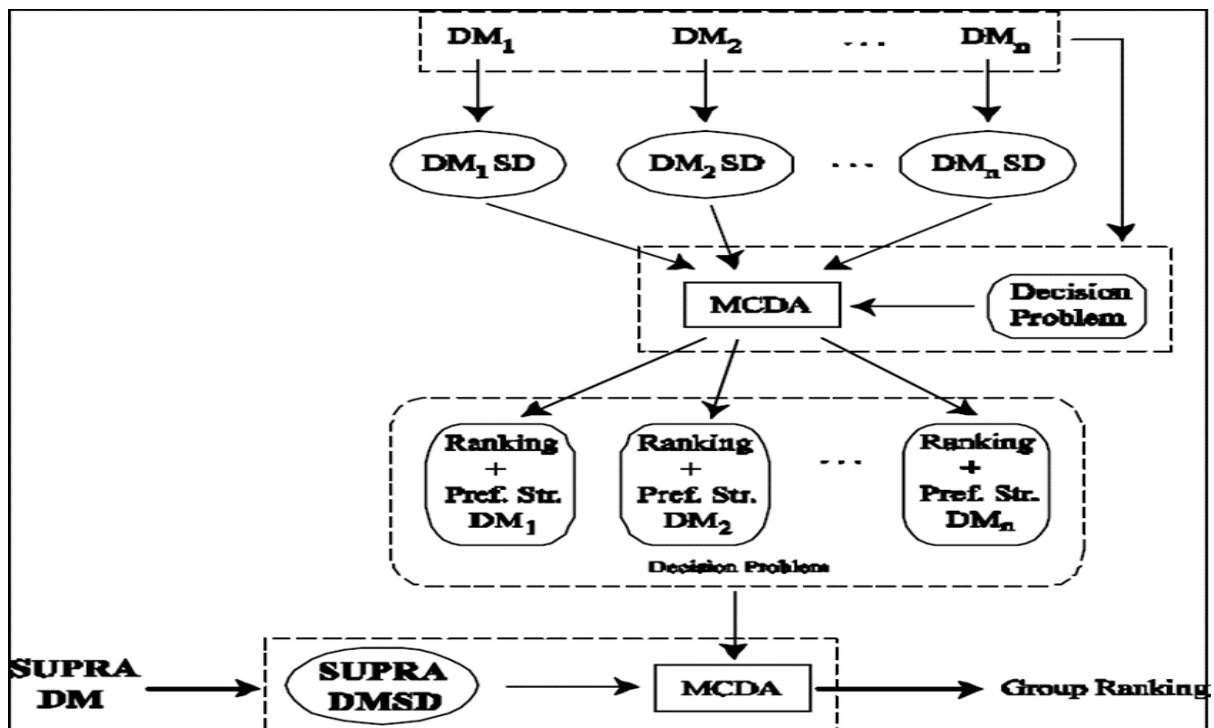 DM₁ DM₂ ... DMₙ
DM₁ SD DM₂ SD ... DMₙ SD
MCDA
Decision
Problem
Ranking
+
Pref. Str.
DM₁
Ranking
+
Pref. Str.
DM₂
...
Ranking
+
Pref. Str.
DMₙ
Decision Problem
SUPRA
DM
SUPRA
DMSD
MCDA
Group Ranking